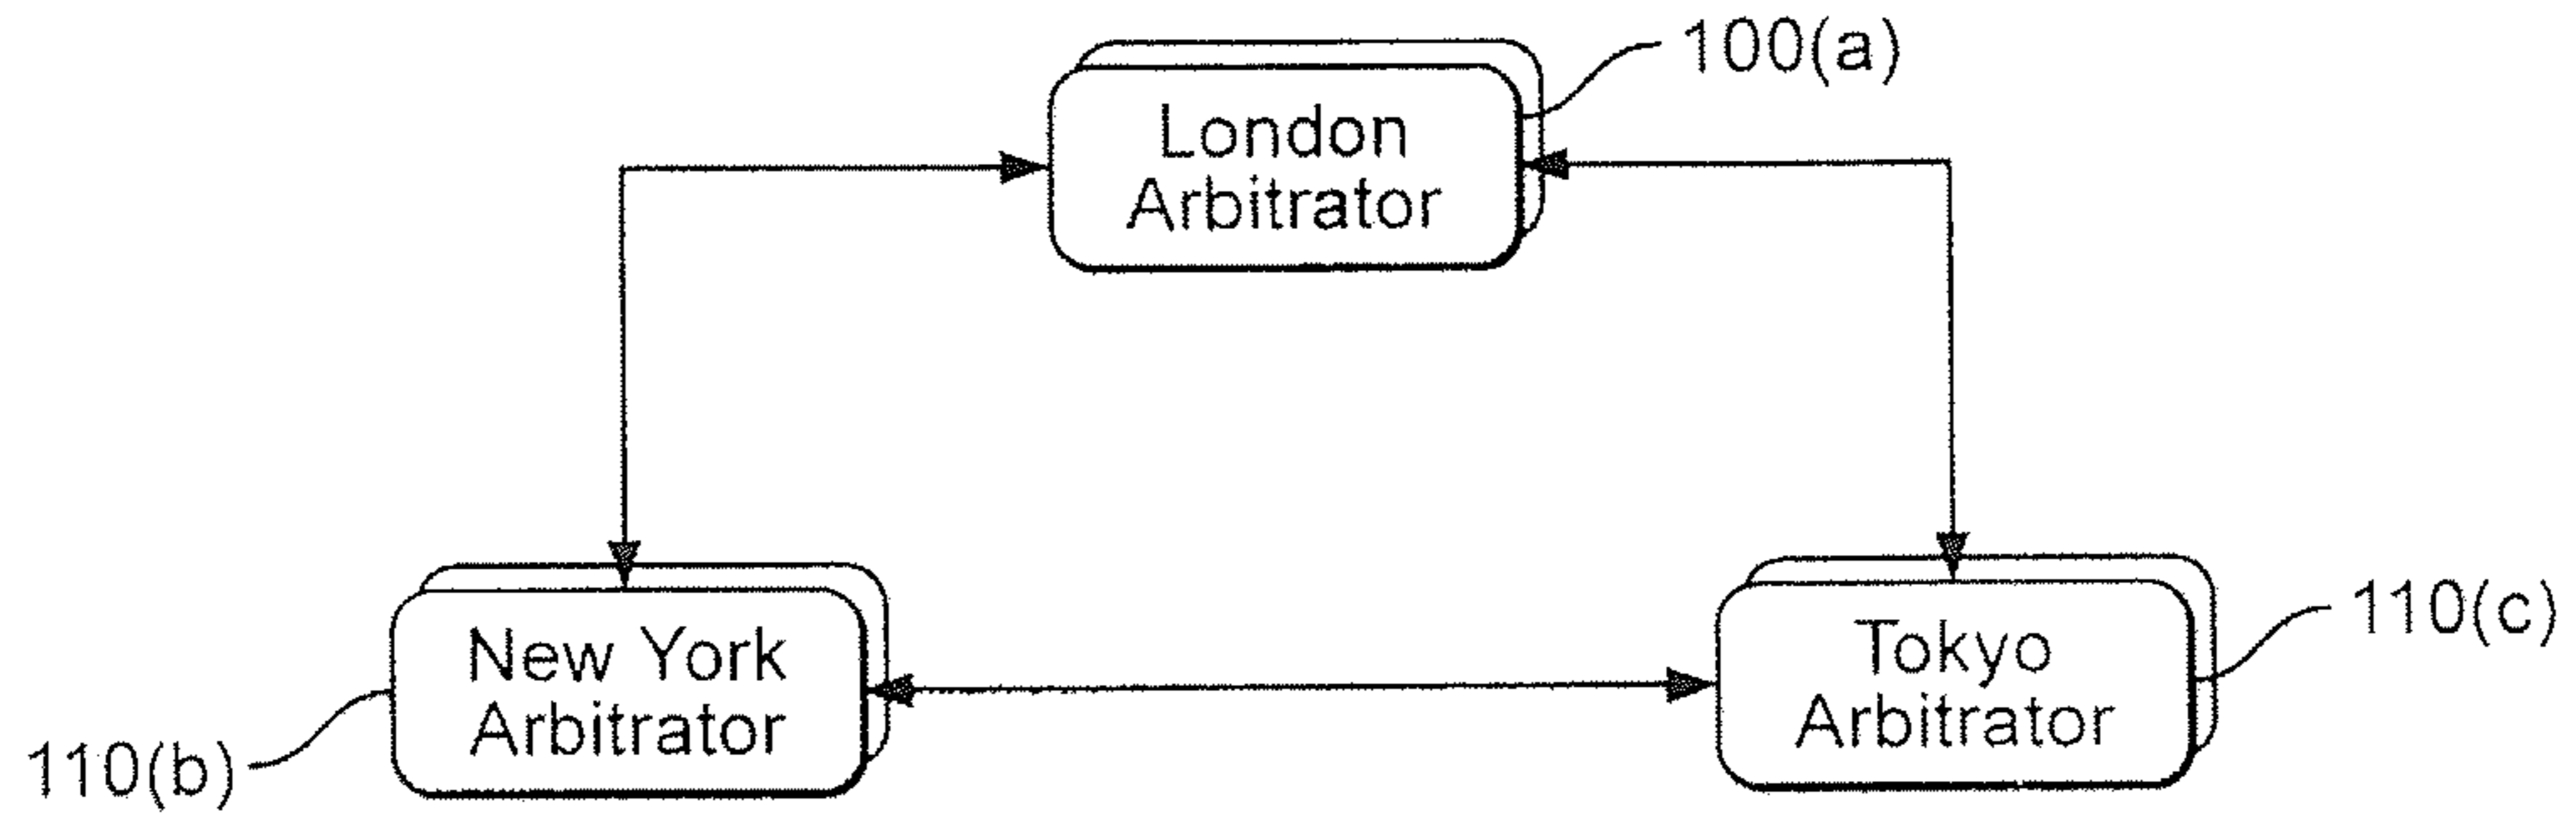 100(a)
London
Arbitrator
New York
Arbitrator
110(b)
Tokyo
Arbitrator
110(c)